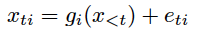 x_{ti} = g_i(x_{<t}) + e_{ti}